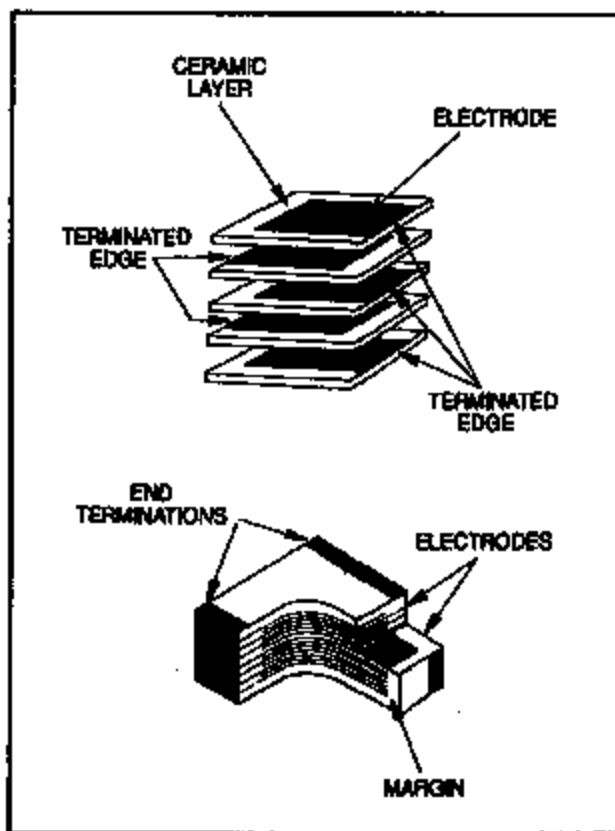 CERAMIC
LAYER
ELECTRODE
TERMINATED
EDGE
TERMINATED
EDGE
END
TERMINATIONS
ELECTRODES
MARGIN